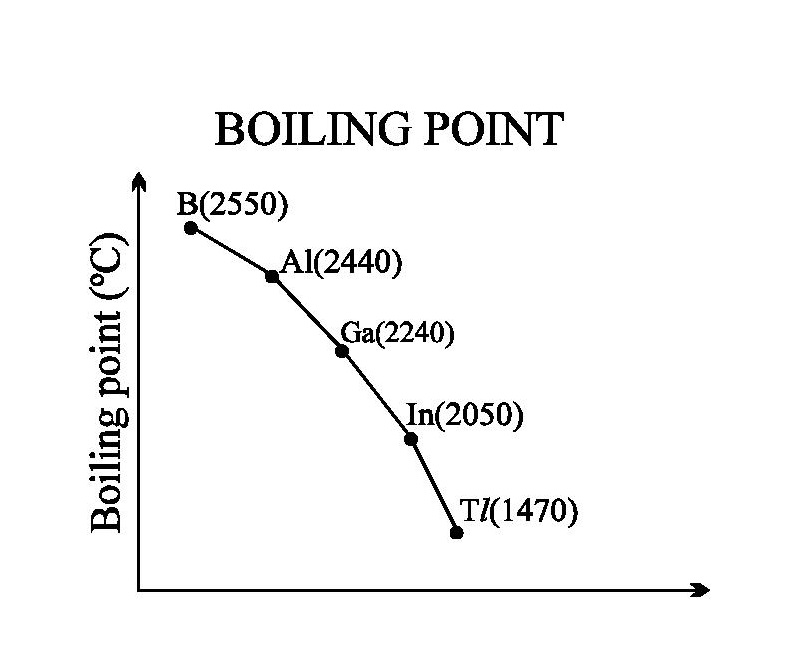 BOILING POINT
B(2550)
Al(2440)
Ga(2240)
In(2050)
Tl(1470)
Boiling point (°C)